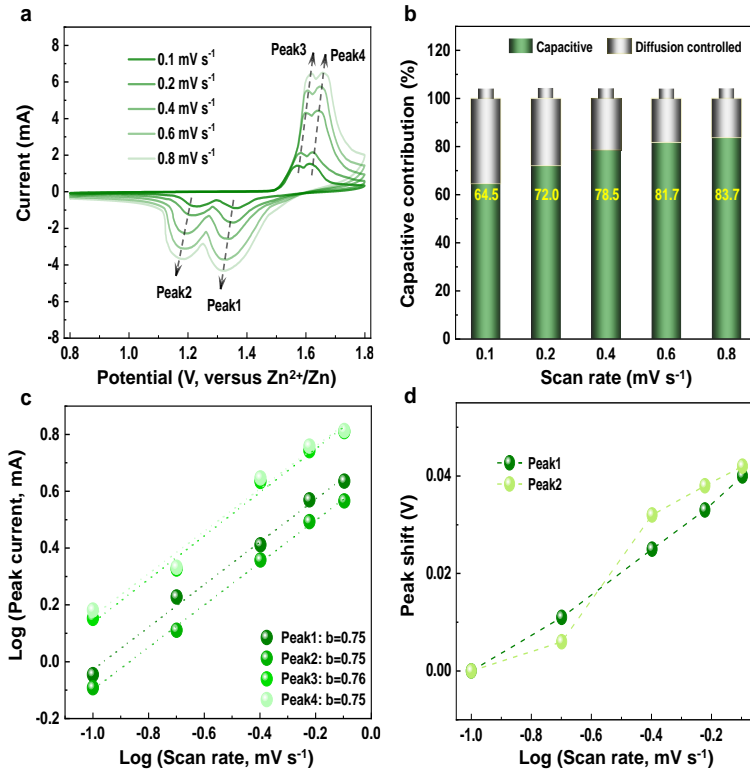 a
Current (mA)
8
6
4
2
0
-2
-4
-6
-8
0.1 mV s⁻¹
0.2 mV s⁻¹
0.4 mV s⁻¹
0.6 mV s⁻¹
0.8 mV s⁻¹
Peak3
Peak4
Peak2
Peak1
0.8 1.0 1.2 1.4 1.6 1.8
Potential (V, versus Zn²⁺/Zn)
b
Capacitive contribution (%)
120
100
80
60
40
20
0
Capacitive Diffusion controlled
64.5 72.0 78.5 81.7 83.7
0.1 0.2 0.4 0.6 0.8
Scan rate (mV s⁻¹)
c
Log (Peak current, mA)
0.8
0.6
0.4
0.2
0.0
-0.2
Peak1: b=0.75
Peak2: b=0.75
Peak3: b=0.76
Peak4: b=0.75
-1.0 -0.8 -0.6 -0.4 -0.2 0.0
Log (Scan rate, mV s⁻¹)
d
Peak shift (V)
0.04
0.02
0.00
Peak1
Peak2
-1.0 -0.8 -0.6 -0.4 -0.2
Log (Scan rate, mV s⁻¹)